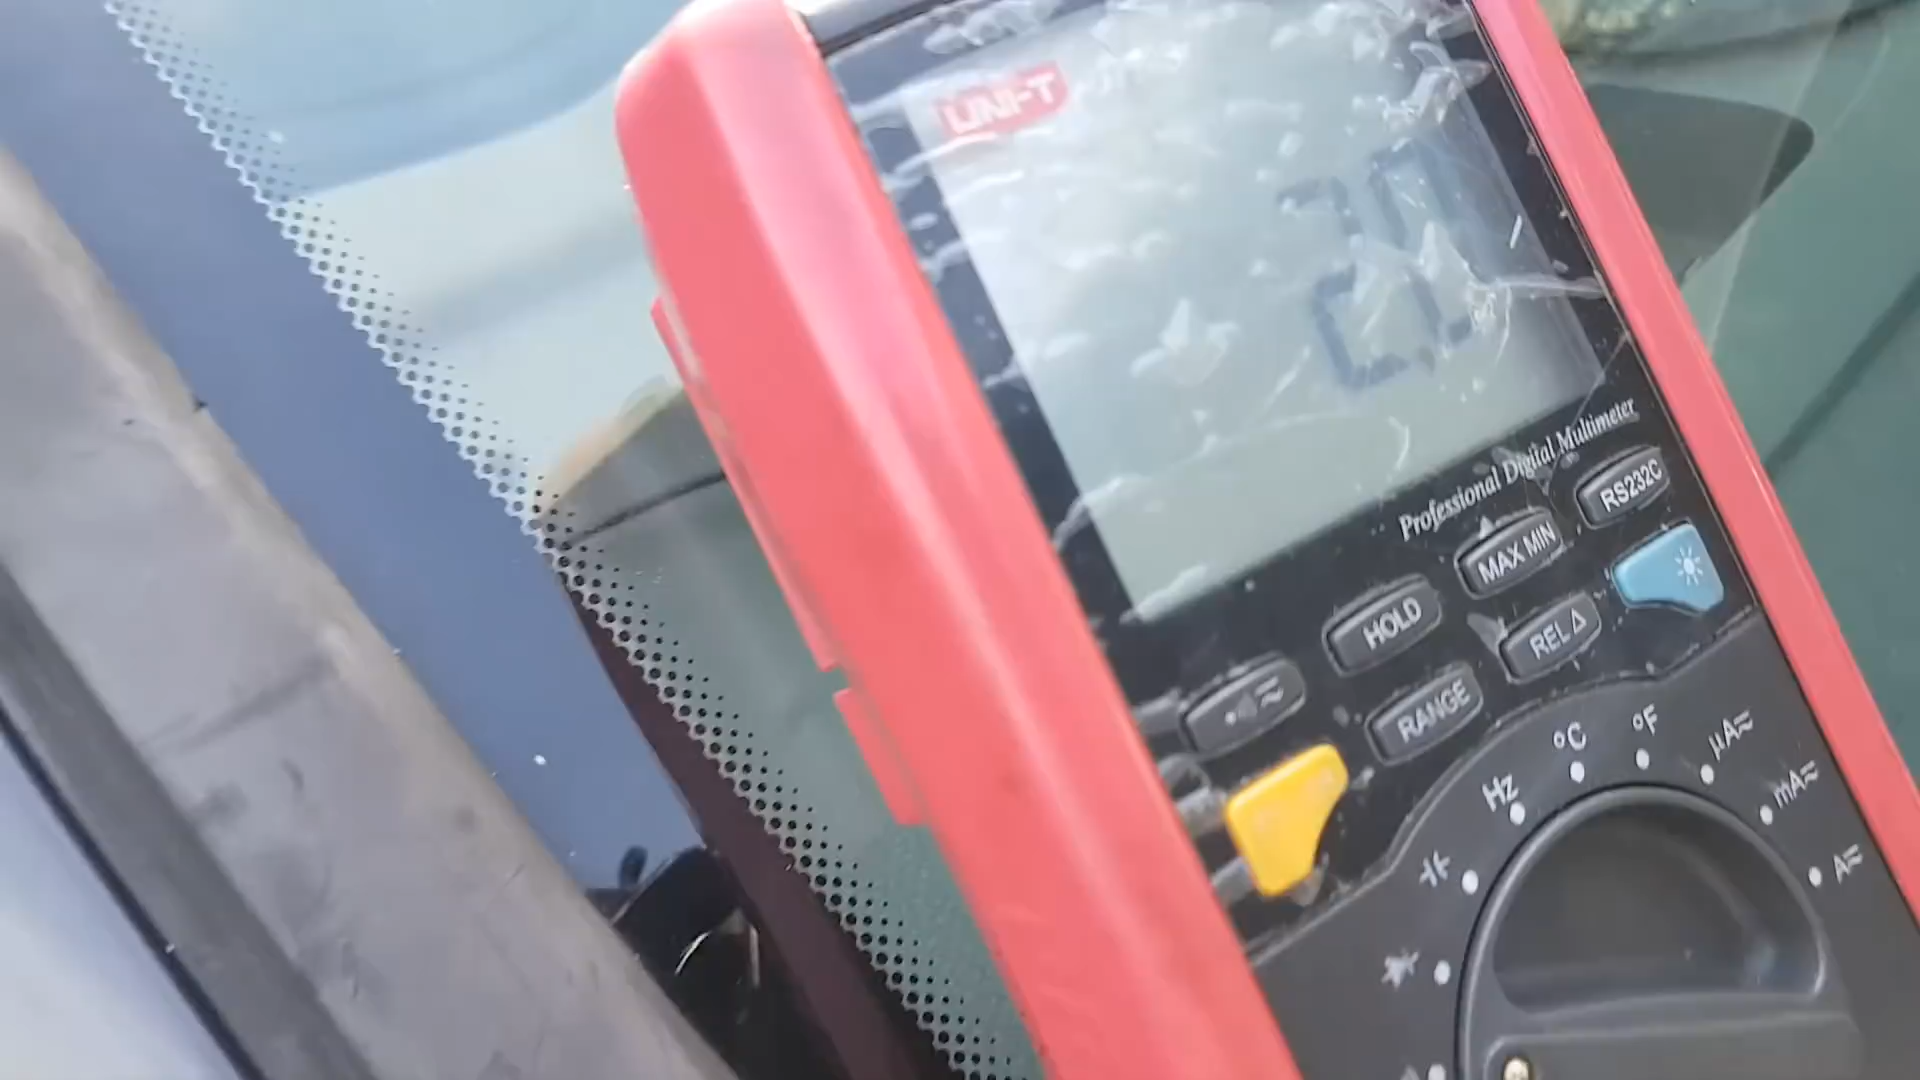 UNI-T
Professional Digital Multimeter
RS232C
MAX MIN
HOLD
REL Δ
RANGE
°C
°F
µA
Hz
mA
A